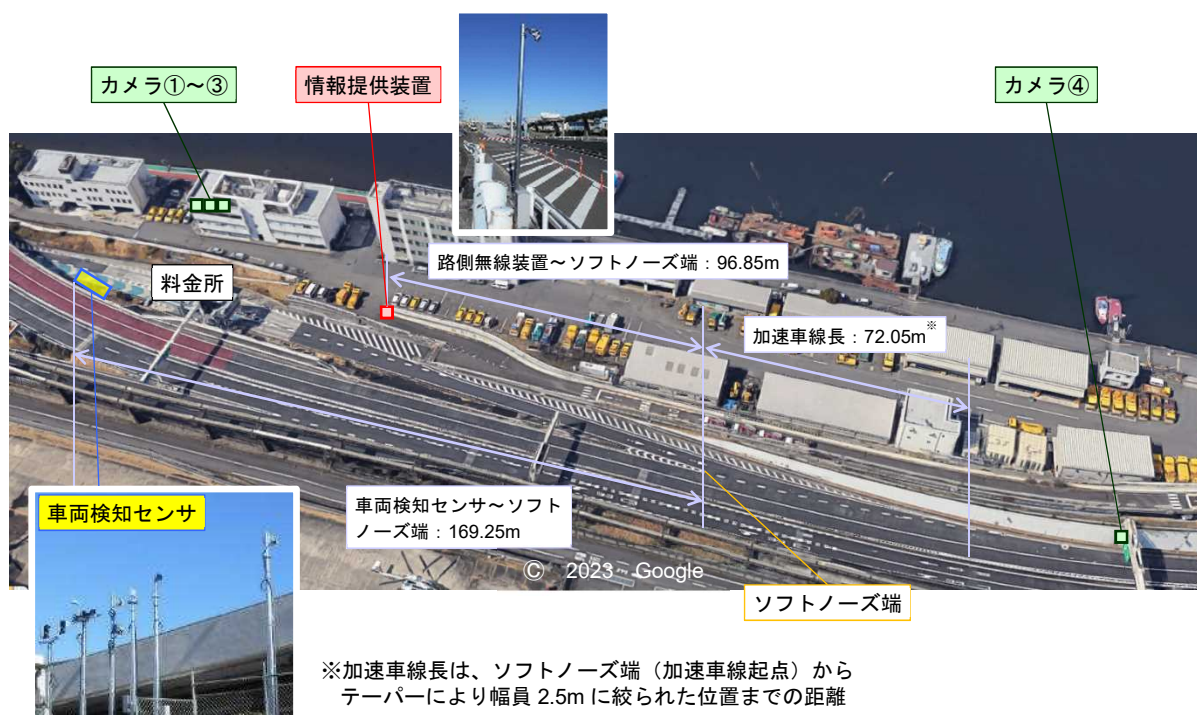 カメラ①～③
情報提供装置
カメラ④
路側無線装置～ソフトノーズ端：96.85m
料金所
加速車線長：72.05m※
車両検知センサ
車両検知センサ～ソフト
ノーズ端：169.25m
© 2023 Google
ソフトノーズ端
※加速車線長は、ソフトノーズ端（加速車線起点）から
テーパーにより幅員 2.5m に絞られた位置までの距離